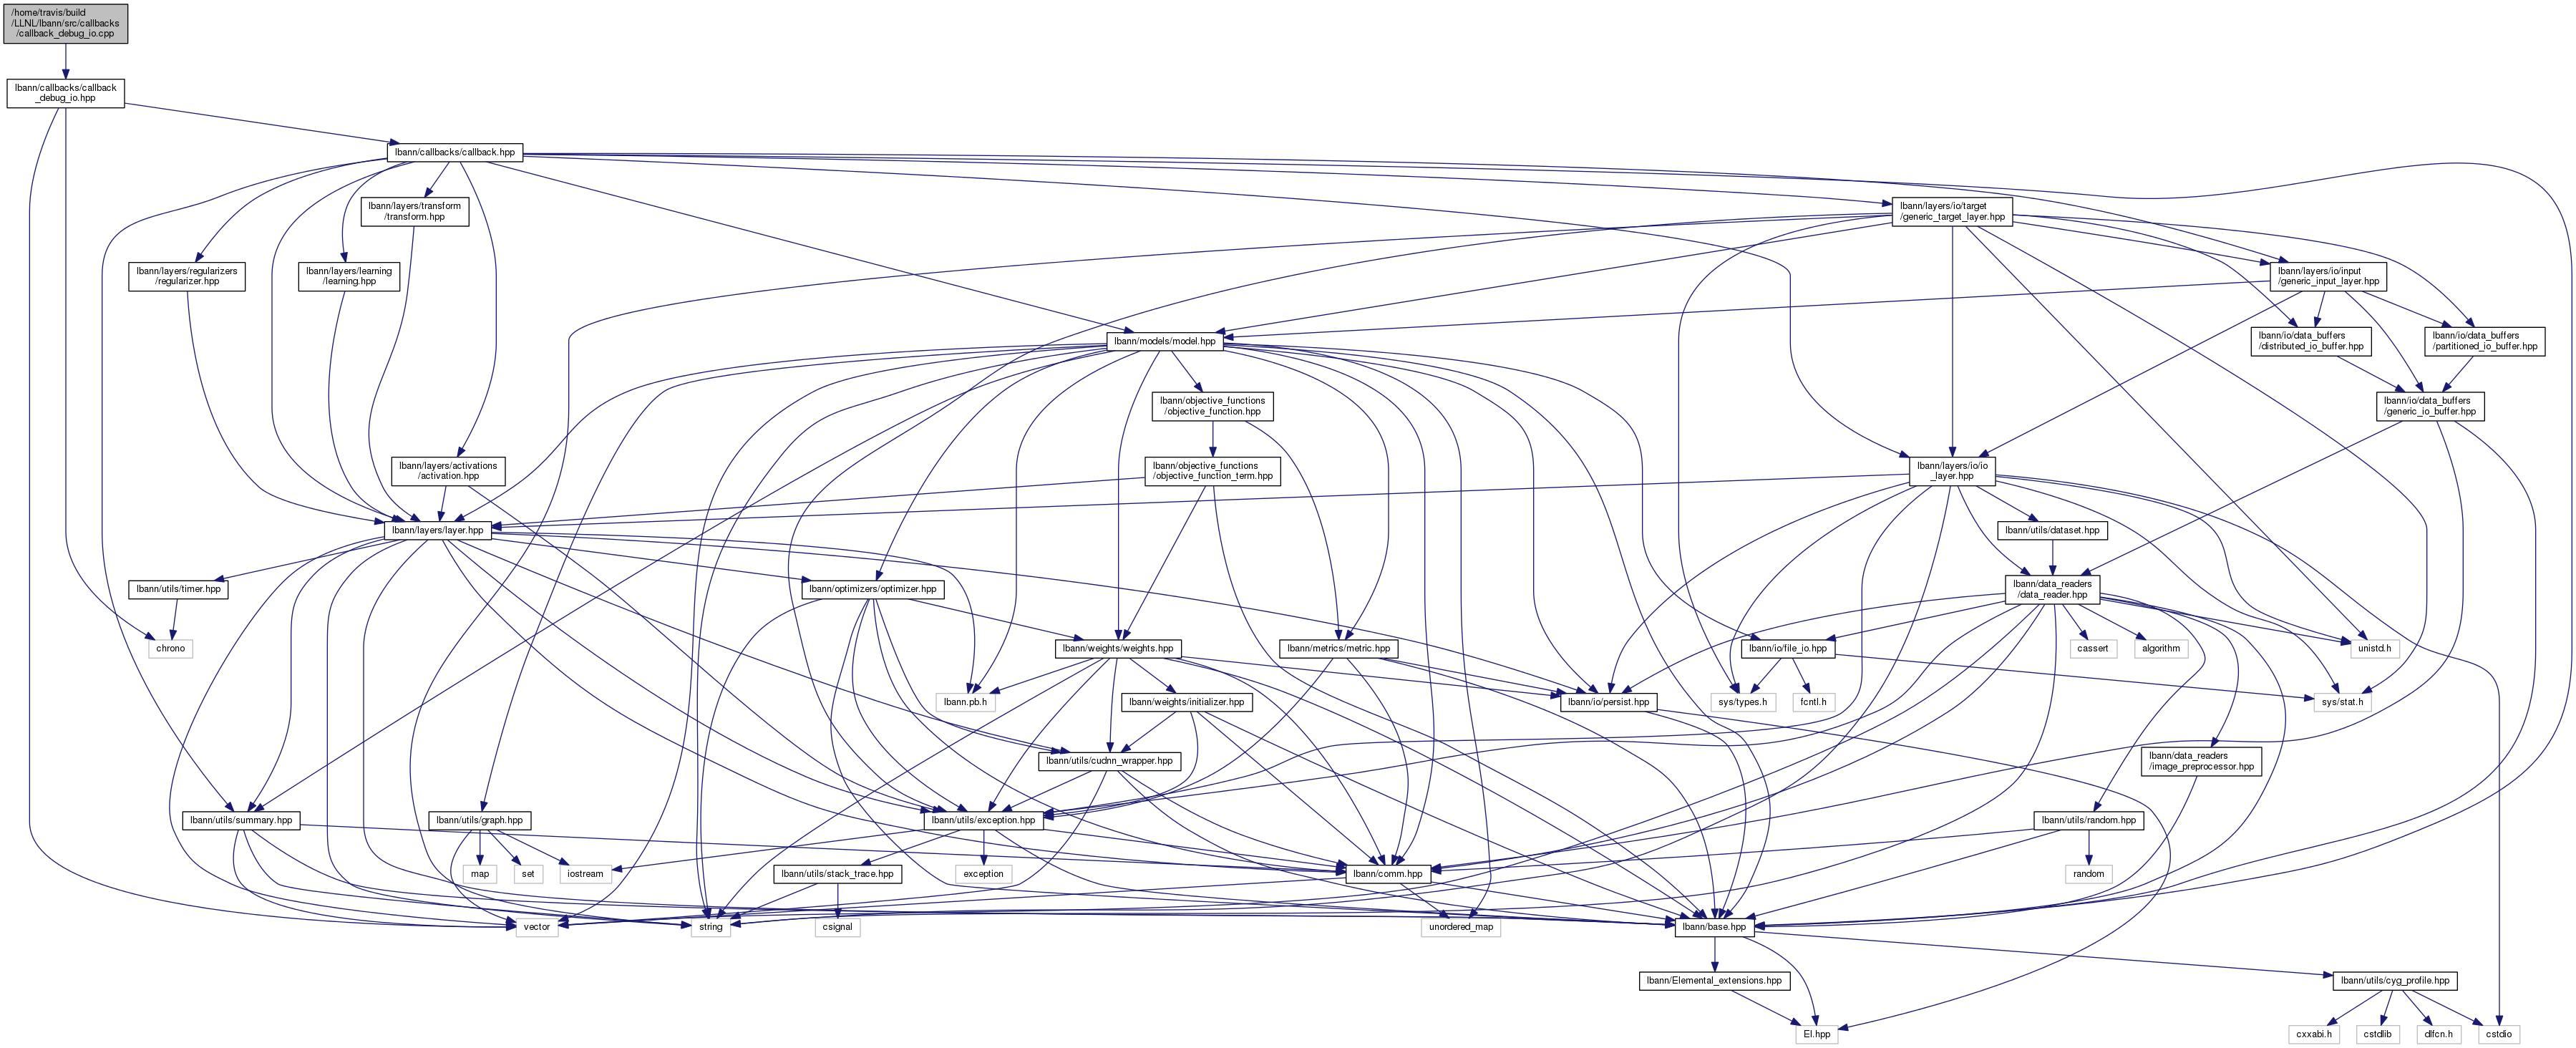 /home/travis/build
/LLNL/lbann/src/callbacks
/callback_debug_io.cpp
lbann/callbacks/callback
_debug_io.hpp
lbann/callbacks/callback.hpp
lbann/layers/transform
/transform.hpp
lbann/layers/io/target
/generic_target_layer.hpp
lbann/layers/regularizers
/regularizer.hpp
lbann/layers/learning
/learning.hpp
lbann/layers/io/input
/generic_input_layer.hpp
lbann/models/model.hpp
lbann/io/data_buffers
/distributed_io_buffer.hpp
lbann/io/data_buffers
/partitioned_io_buffer.hpp
lbann/objective_functions
/objective_function.hpp
lbann/io/data_buffers
/generic_io_buffer.hpp
lbann/layers/activations
/activation.hpp
lbann/objective_functions
/objective_function_term.hpp
lbann/layers/io/io
_layer.hpp
lbann/layers/layer.hpp
lbann/utils/dataset.hpp
lbann/utils/timer.hpp
lbann/optimizers/optimizer.hpp
lbann/data_readers
/data_reader.hpp
chrono
lbann/weights/weights.hpp
lbann/metrics/metric.hpp
lbann/io/file_io.hpp
cassert
algorithm
unistd.h
lbann.pb.h
lbann/weights/initializer.hpp
lbann/io/persist.hpp
sys/types.h
fcntl.h
sys/stat.h
lbann/utils/cudnn_wrapper.hpp
lbann/data_readers
/image_preprocessor.hpp
lbann/utils/summary.hpp
lbann/utils/graph.hpp
lbann/utils/exception.hpp
lbann/utils/random.hpp
map
set
iostream
lbann/utils/stack_trace.hpp
exception
lbann/comm.hpp
random
vector
string
csignal
unordered_map
lbann/base.hpp
lbann/Elemental_extensions.hpp
lbann/utils/cyg_profile.hpp
El.hpp
cxxabi.h
cstdlib
dlfcn.h
cstdio